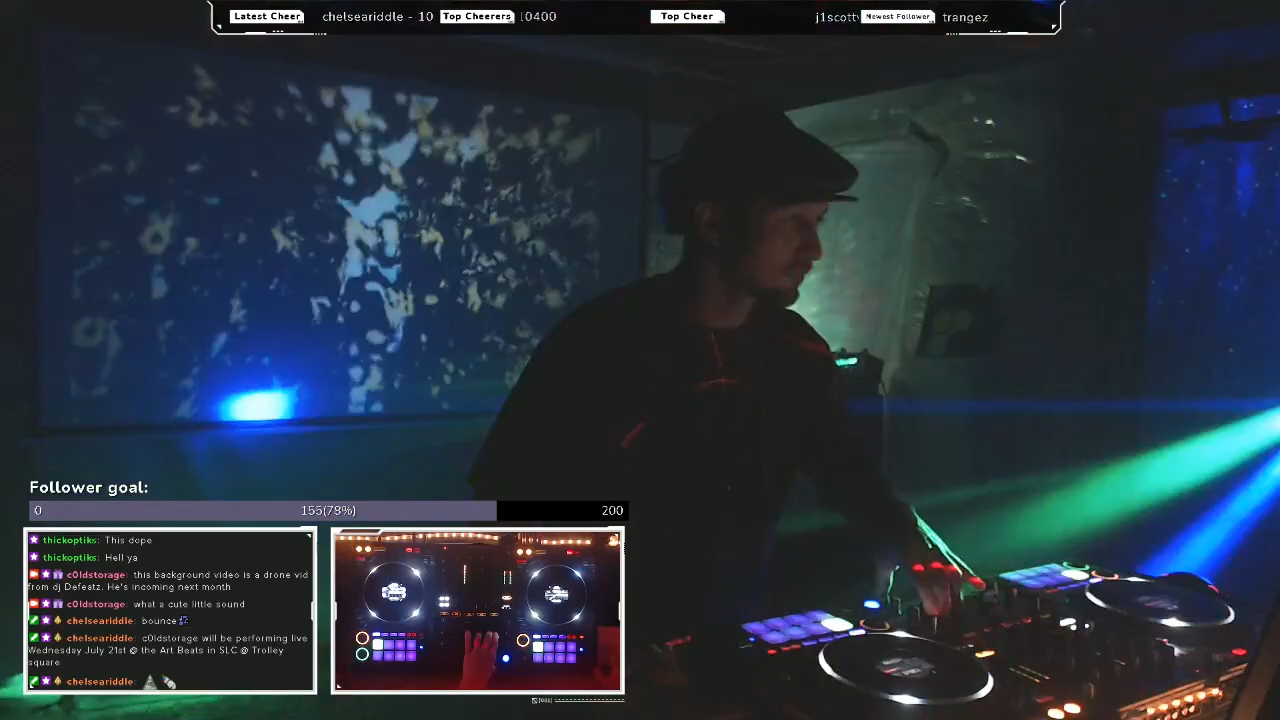 Latest Cheer chelseariddle - 10 Top Cheerers 10400 Top Cheer j1scott Newest Follower trangez
Follower goal:
0 155(79%) 200
thickoptiks: This dope
thickoptiks: Hell ya
c0ldstorage: this background video is a drone vid
from dj Defeatz. He's incoming next
month
c0ldstorage: what a cute little sound
chelseariddle: bounce
chelseariddle: c0ldstorage will be performing live
Wednesday July 21st @ the Art Beats in SLC @ Trolley
square
chelseariddle: